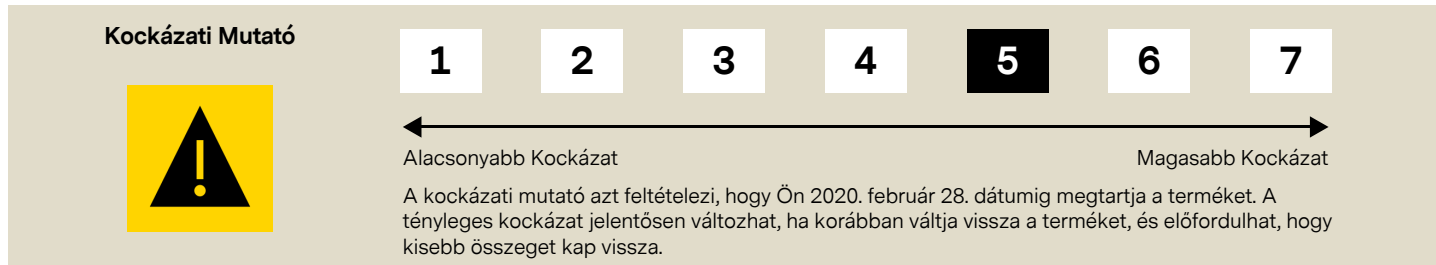 Kockázati Mutató
1 2 3 4 5 6 7
Alacsonyabb Kockázat Magasabb Kockázat
A kockázati mutató azt feltételezi, hogy Ön 2020. február 28. dátumig megtartja a terméket. A
tényleges kockázat jelentősen változhat, ha korábban váltja vissza a terméket, és előfordulhat, hogy
kisebb összeget kap vissza.